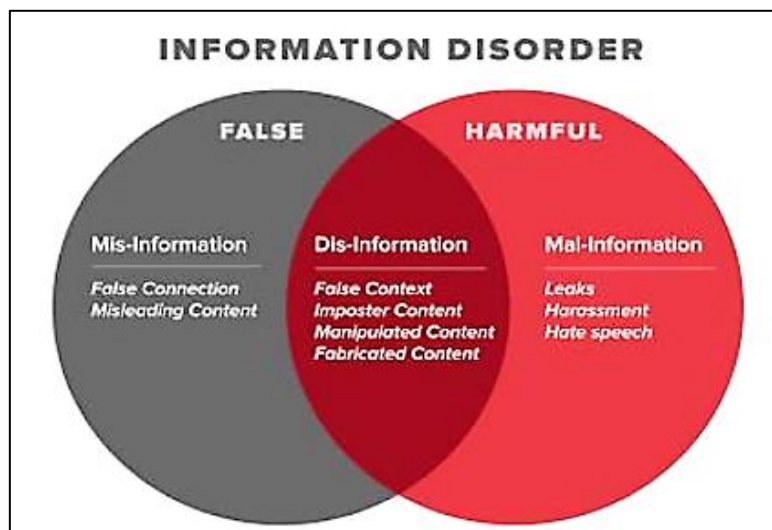 INFORMATION DISORDER
FALSE
HARMFUL
Mis-Information
False Connection
Misleading Content
Dis-Information
False Context
Imposter Content
Manipulated Content
Fabricated Content
Mal-Information
Leaks
Harassment
Hate speech